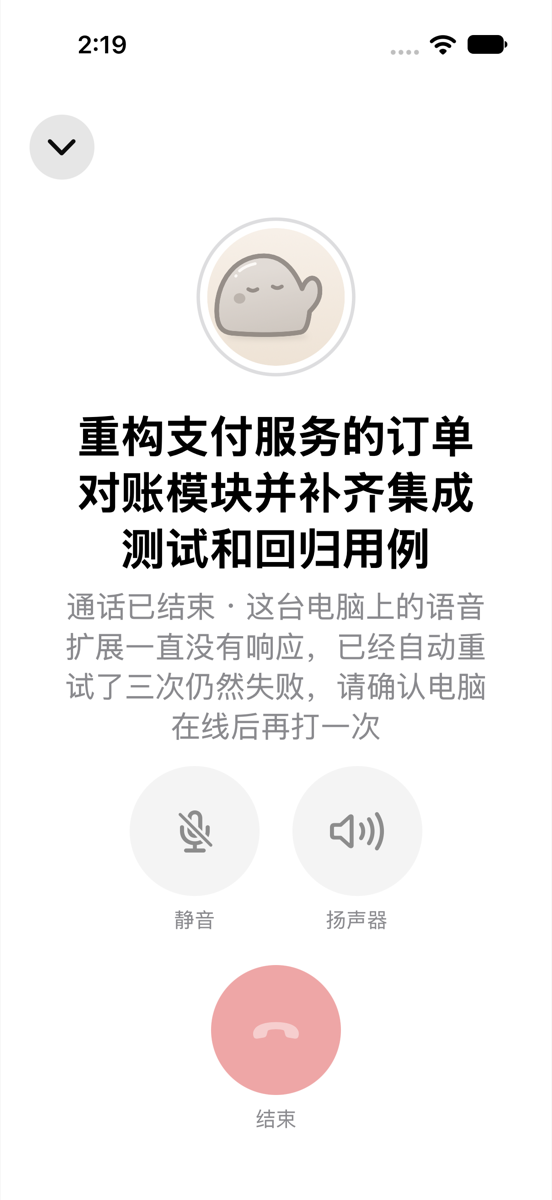 2:19
重构支付服务的订单
对账模块并补齐集成
测试和回归用例
通话已结束 · 这台电脑上的语音
扩展一直没有响应，已经自动重
试了三次仍然失败，请确认电脑
在线后再打一次
静音
扬声器
结束